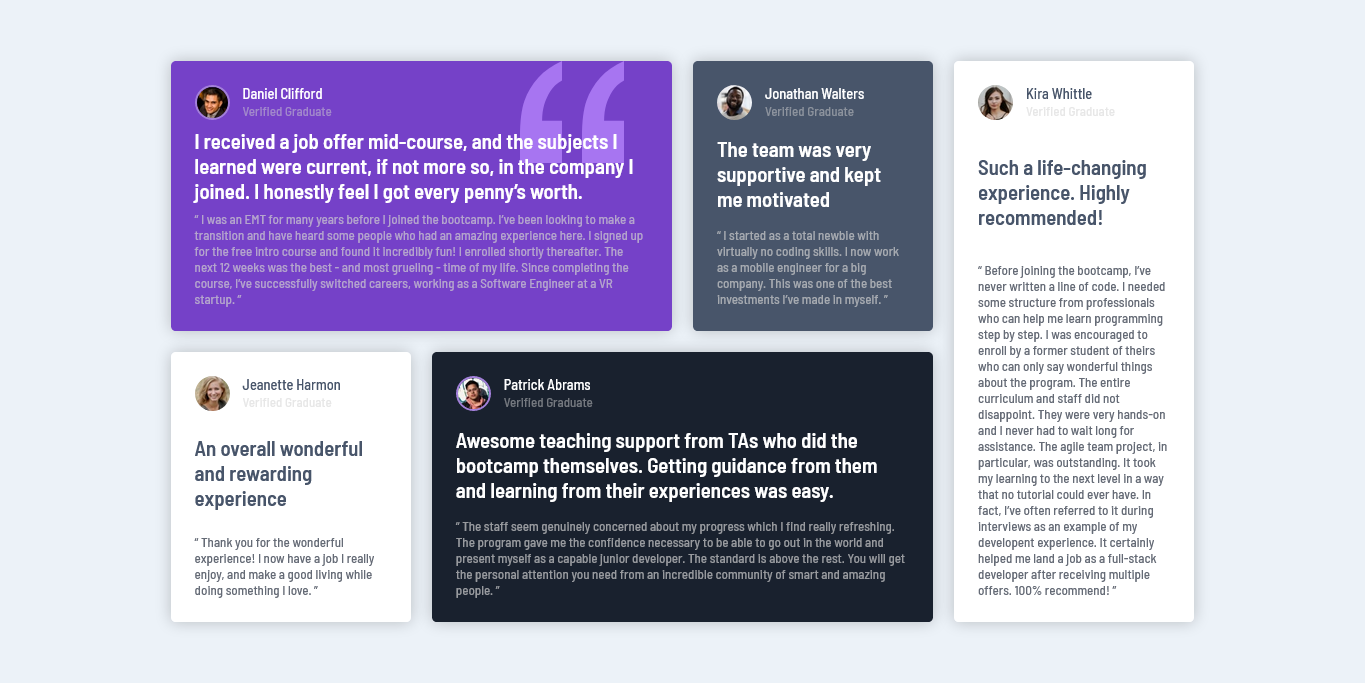 Daniel Clifford
Verified Graduate
I received a job offer mid-course, and the subjects I
learned were current, if not more so, in the company I
joined. I honestly feel I got every penny’s worth.
“ I was an EMT for many years before I joined the bootcamp. I’ve been looking to make a
transition and have heard some people who had an amazing experience here. I signed up
for the free intro course and found it incredibly fun! I enrolled shortly thereafter. The
next 12 weeks was the best - and most grueling - time of my life. Since completing the
course, I’ve successfully switched careers, working as a Software Engineer at a VR
startup. ”
Jonathan Walters
Verified Graduate
The team was very
supportive and kept
me motivated
“ I started as a total newbie with
virtually no coding skills. I now work
as a mobile engineer for a big
company. This was one of the best
investments I’ve made in myself. ”
Kira Whittle
Verified Graduate
Such a life-changing
experience. Highly
recommended!
“ Before joining the bootcamp, I’ve
never written a line of code. I needed
some structure from professionals
who can help me learn programming
step by step. I was encouraged to
enroll by a former student of theirs
who can only say wonderful things
about the program. The entire
curriculum and staff did not
disappoint. They were very hands-on
and I never had to wait long for
assistance. The agile team project, in
particular, was outstanding. It took
my learning to the next level in a way
that no tutorial could ever have. In
fact, I’ve often referred to it during
interviews as an example of my
developent experience. It certainly
helped me land a job as a full-stack
developer after receiving multiple
offers. 100% recommend! ”
Jeanette Harmon
Verified Graduate
An overall wonderful
and rewarding
experience
“ Thank you for the wonderful
experience! I now have a job I really
enjoy, and make a good living while
doing something I love. ”
Patrick Abrams
Verified Graduate
Awesome teaching support from TAs who did the
bootcamp themselves. Getting guidance from them
and learning from their experiences was easy.
“ The staff seem genuinely concerned about my progress which I find really refreshing.
The program gave me the confidence necessary to be able to go out in the world and
present myself as a capable junior developer. The standard is above the rest. You will get
the personal attention you need from an incredible community of smart and amazing
people. ”